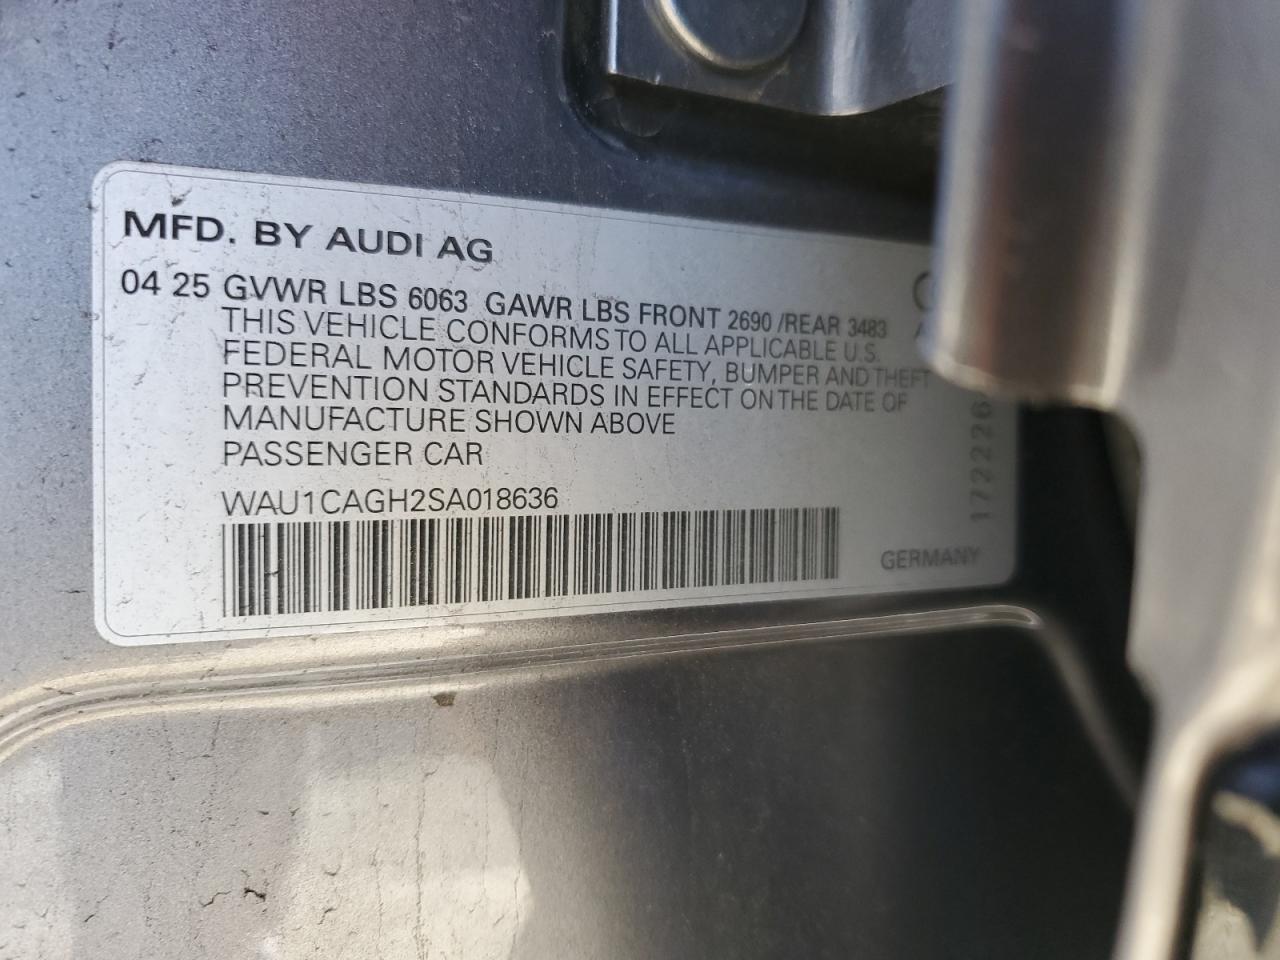 MFD. BY AUDI AG
04 25 GVWR LBS 6063 GAWR LBS FRONT 2690 /REAR 3483
THIS VEHICLE CONFORMS TO ALL APPLICABLE U.S.
FEDERAL MOTOR VEHICLE SAFETY, BUMPER AND THEFT
PREVENTION STANDARDS IN EFFECT ON THE DATE OF
MANUFACTURE SHOWN ABOVE
PASSENGER CAR
WAU1CAGH2SA018636
GERMANY